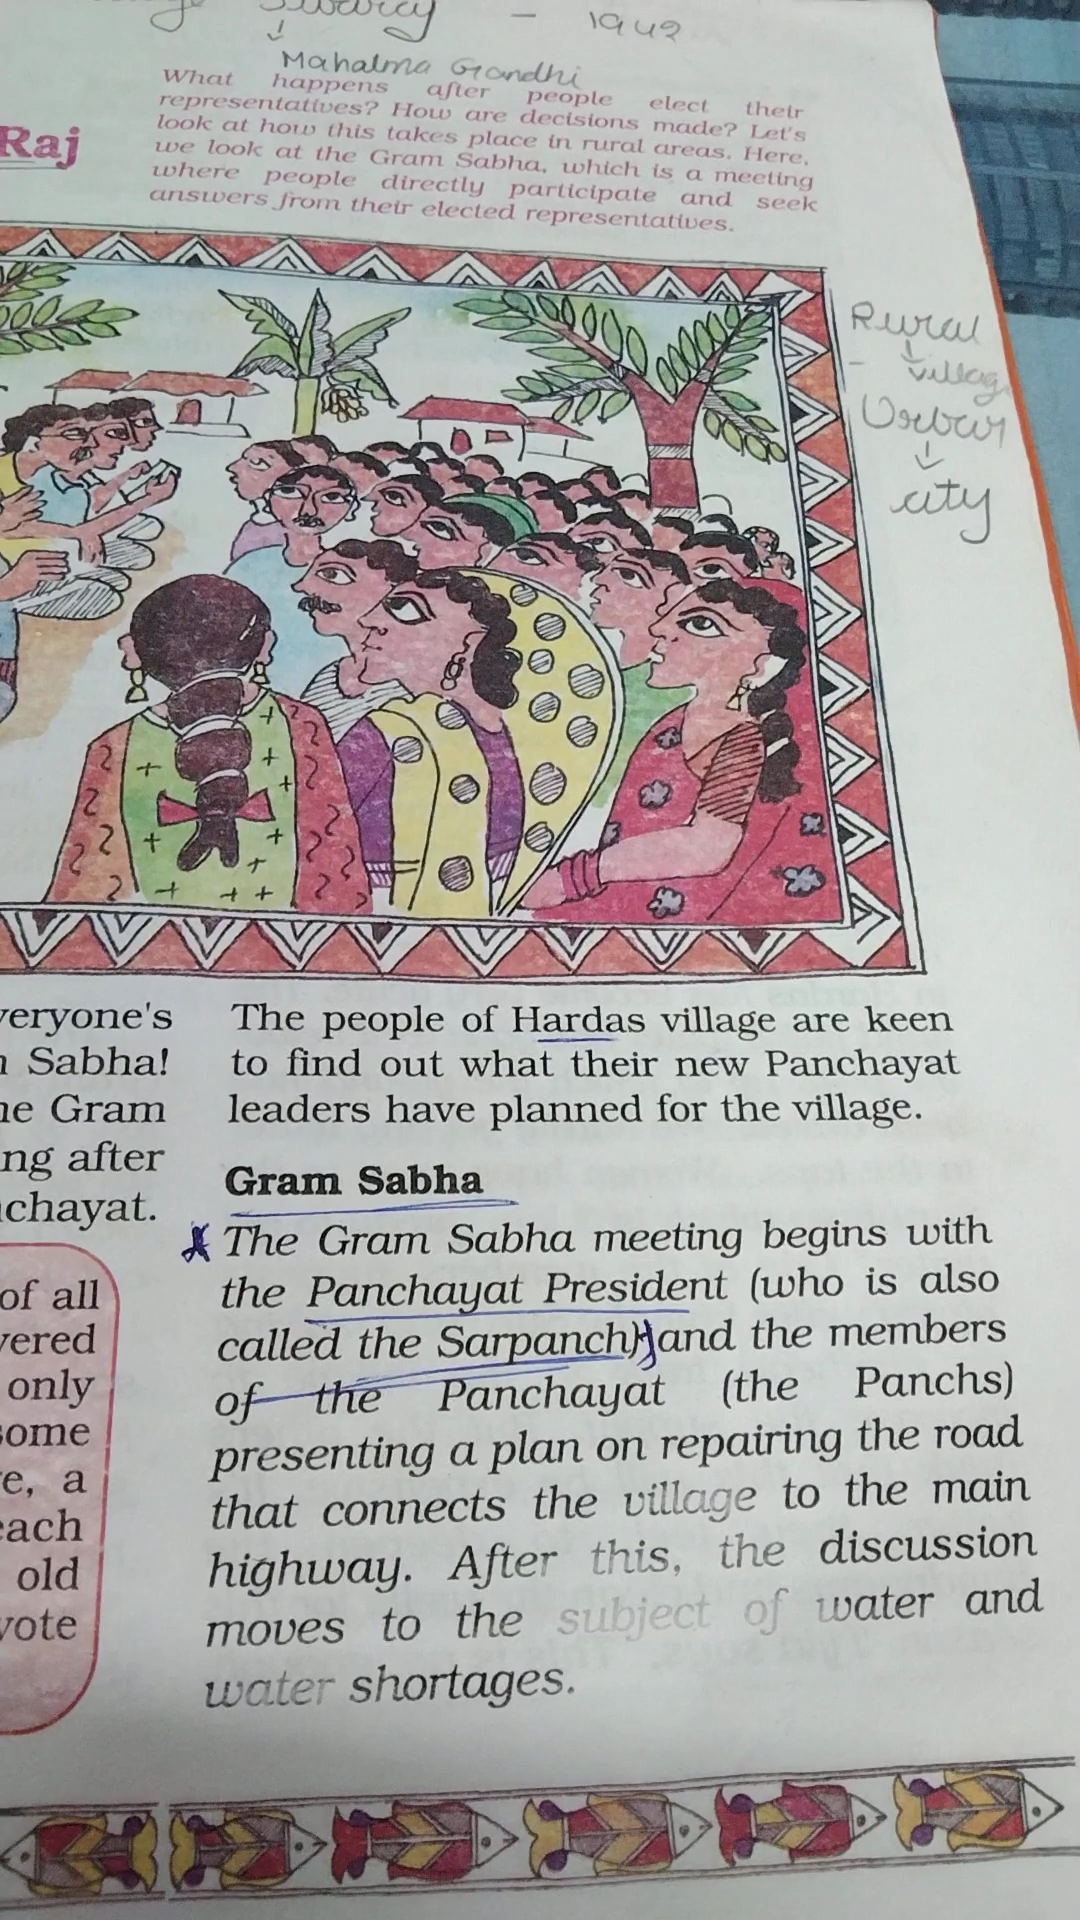 - 1942
Mahalma Gandhi
What happens after people elect their
representatives? How are decisions made? Let's
look at how this takes place in rural areas. Here,
we look at the Gram Sabha, which is a meeting
where people directly participate and seek
answers from their elected representatives.
Raj
Rural
village
Urban
city
veryone's
Sabha!
Gram
ng after
chayat.
of all
vered
only
some
e, a
each
old
vote
The people of Hardas village are keen
to find out what their new Panchayat
leaders have planned for the village.
Gram Sabha
The Gram Sabha meeting begins with
the Panchayat President (who is also
called the Sarpanch) and the members
of the Panchayat (the Panchs)
presenting a plan on repairing the road
that connects the village to the main
highway. After this, the discussion
moves to the subject of water and
water shortages.